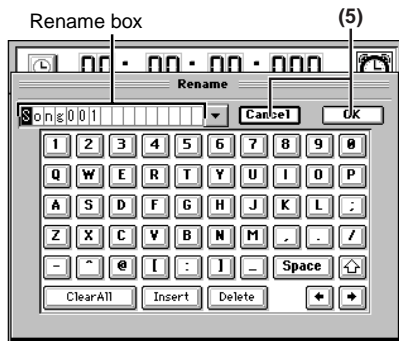 Rename box (5)
00 · 00 · 00 · 000
Rename
Song001 Cancel OK
1 2 3 4 5 6 7 8 9 0
Q W E R T Y U I O P
A S D F G H J K L ;
Z X C V B N M , . /
- ^ @ [ : ] _ Space
ClearAll Insert Delete